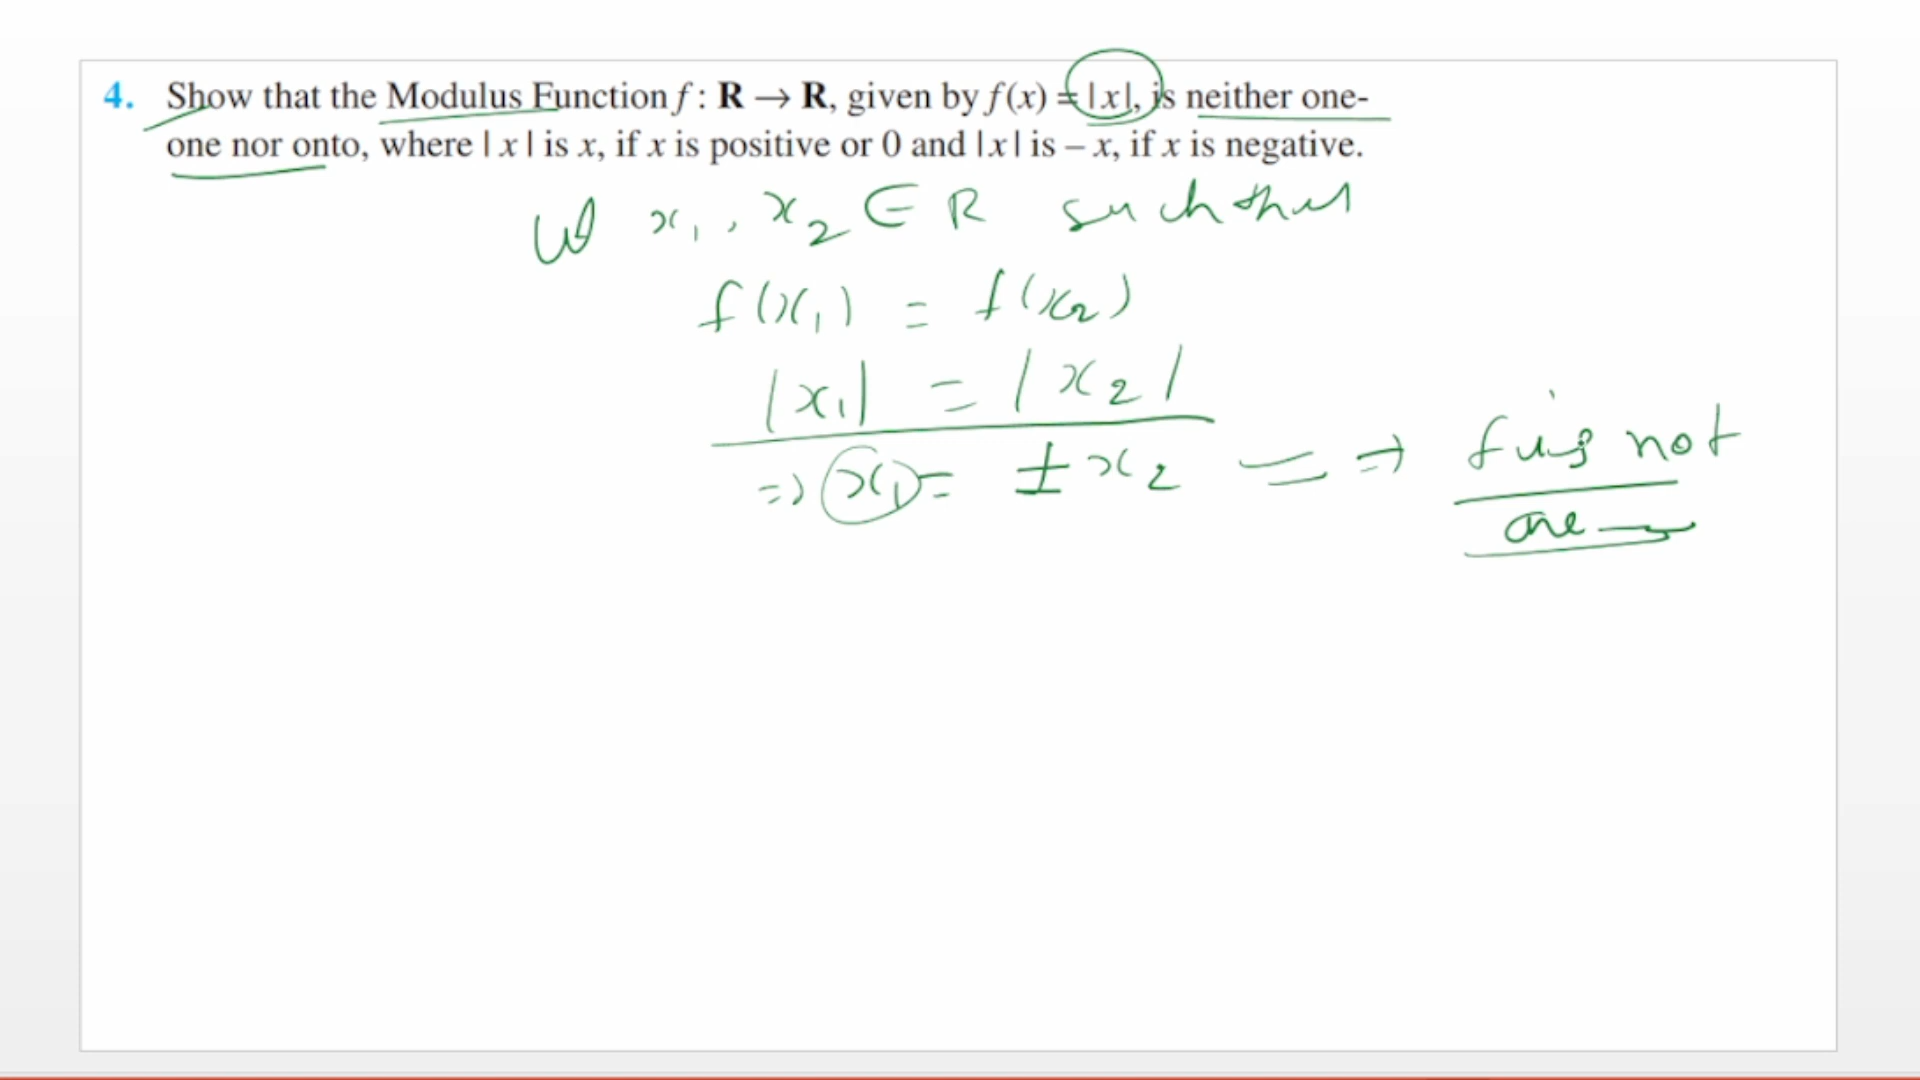 4. Show that the Modulus Function f : R → R, given by f(x) = |x|, is neither one-
one nor onto, where | x | is x, if x is positive or 0 and |x| is – x, if x is negative.
x₁, x₂ ∈ R such that
f(x₁) = f(x₂)
|x₁| = |x₂|
⇒ x₁ = ± x₂ ⇒ f is not
one